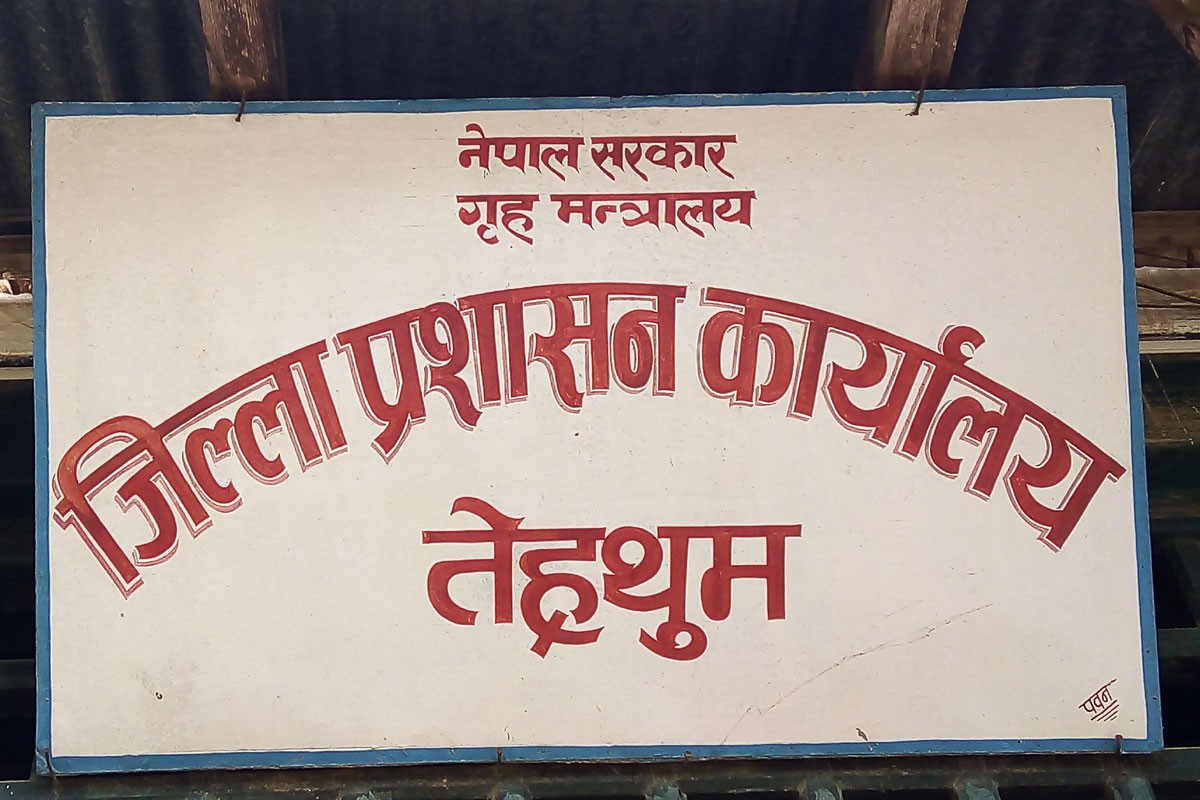 नेपाल सरकार
गृह मन्त्रालय
जिल्ला प्रशासन कार्यालय
तेह्रथुम
पवन